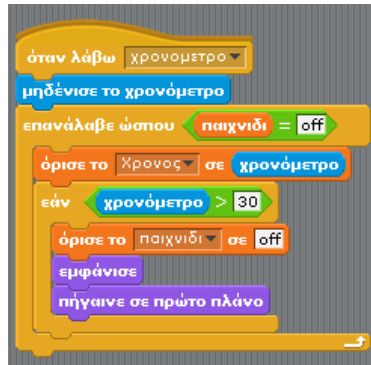 όταν λάβω χρονομετρο
μηδένισε το χρονόμετρο
επανάλαβε ώσπου παιχνιδι = off
όρισε το Χρονος σε χρονόμετρο
εάν χρονόμετρο > 30
όρισε το παιχνιδι σε off
εμφάνισε
πήγαινε σε πρώτο πλάνο